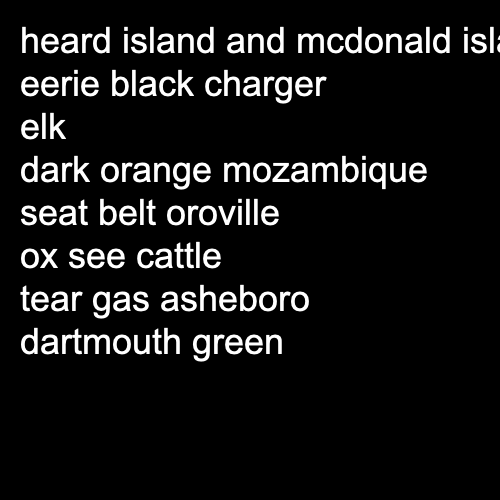 heard island and mcdonald
eerie black charger
elk
dark orange mozambique
seat belt oroville
ox see cattle
tear gas asheboro
dartmouth green